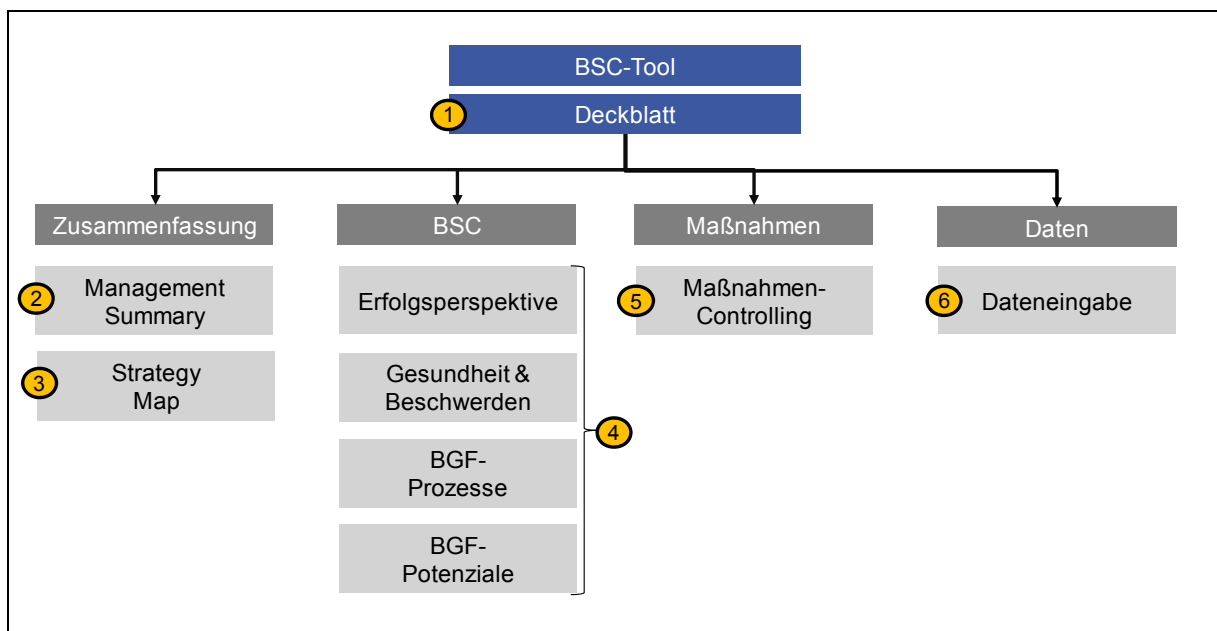 BSC-Tool
1
Deckblatt
Zusammenfassung
BSC
Maßnahmen
Daten
2
Management
Summary
3
Strategy
Map
Erfolgsperspektive
Gesundheit &
Beschwerden
BGF-
Prozesse
BGF-
Potenziale
4
5
Maßnahmen-
Controlling
6
Dateneingabe